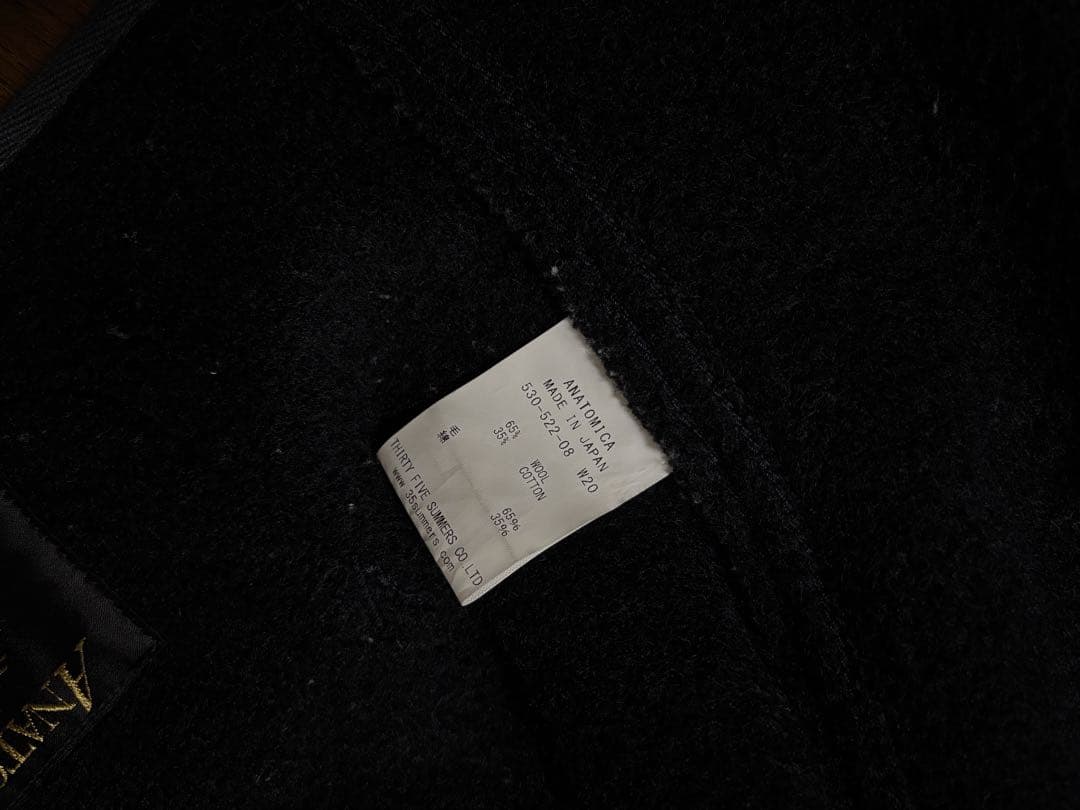 ANATOMICA
MADE IN JAPAN
530-522-08 W20
毛 65% WOOL 65%
綿 35% COTTON 35%
THIRTY FIVE SUMMERS CO.LTD
www.35summers.com
ANATO